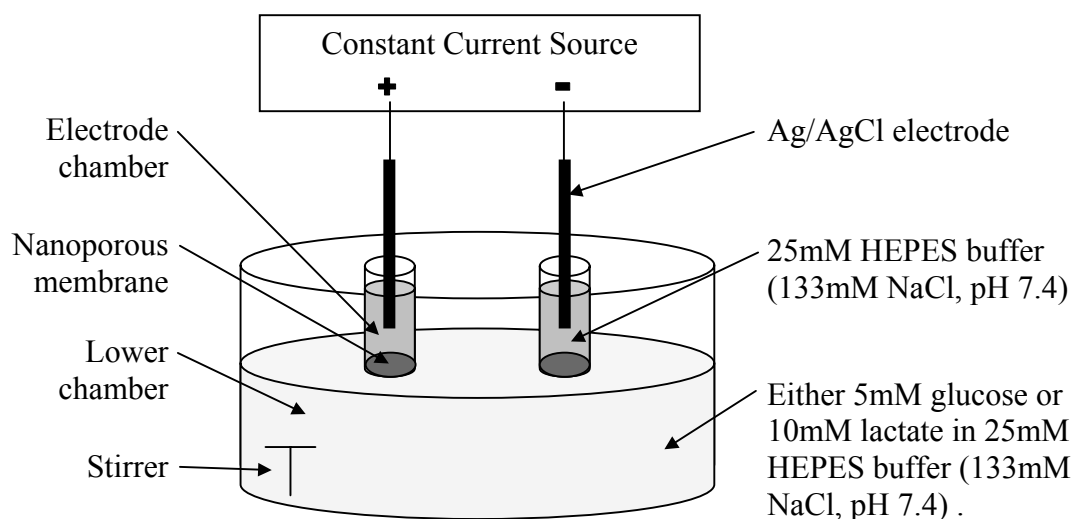 Constant Current Source
+ -
Electrode
chamber
Ag/AgCl electrode
Nanoporous
membrane
25mM HEPES buffer
(133mM NaCl, pH 7.4)
Lower
chamber
Either 5mM glucose or
10mM lactate in 25mM
HEPES buffer (133mM
NaCl, pH 7.4) .
Stirrer